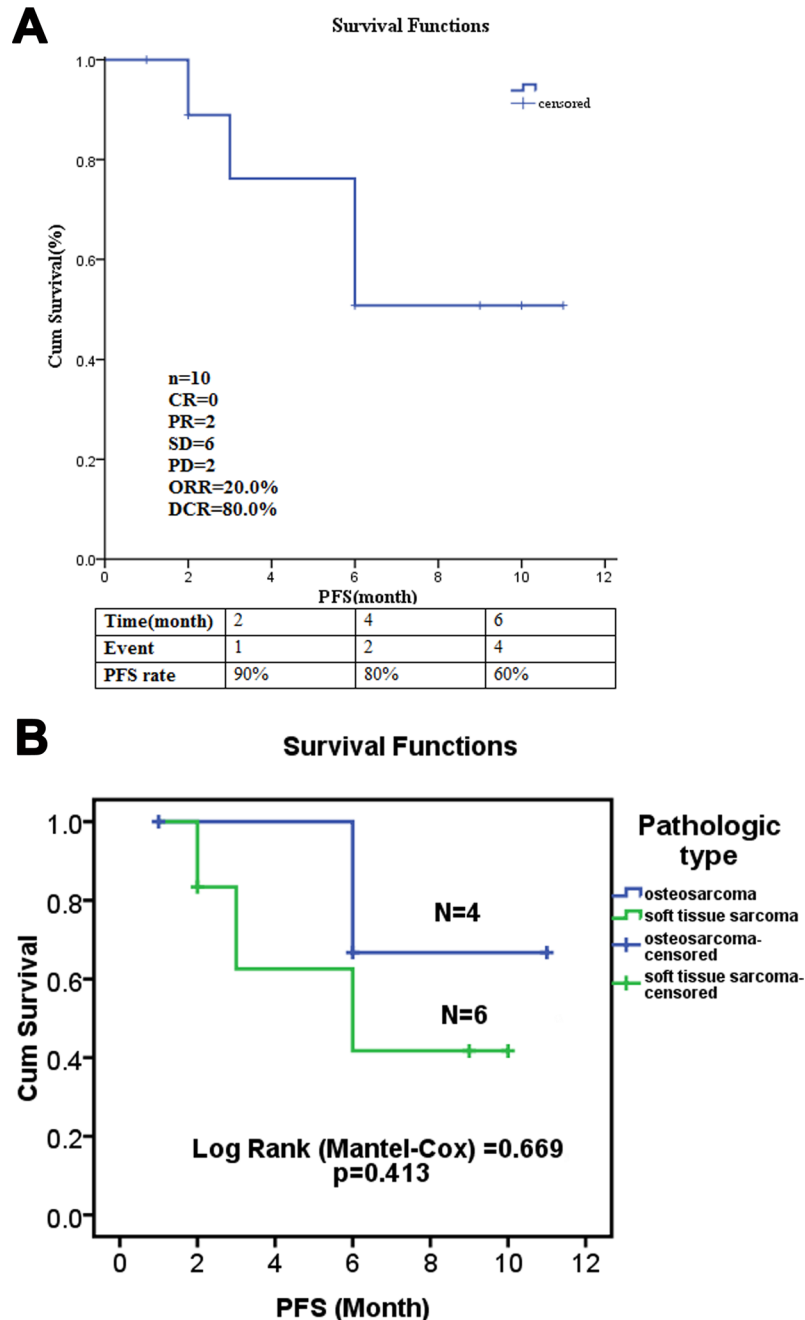 A
Survival Functions
censored
1.0
0.8
0.6
0.4
0.2
0.0
Cum Survival(%)
n=10
CR=0
PR=2
SD=6
PD=2
ORR=20.0%
DCR=80.0%
0 2 4 6 8 10 12
PFS(month)
Time(month) 2 4 6
Event 1 2 4
PFS rate 90% 80% 60%
B
Survival Functions
1.0
0.8
0.6
0.4
0.2
0.0
Cum Survival
N=4
N=6
Log Rank (Mantel-Cox) =0.669
p=0.413
0 2 4 6 8 10 12
PFS (Month)
Pathologic
type
osteosarcoma
soft tissue sarcoma
osteosarcoma-
censored
soft tissue sarcoma-
censored